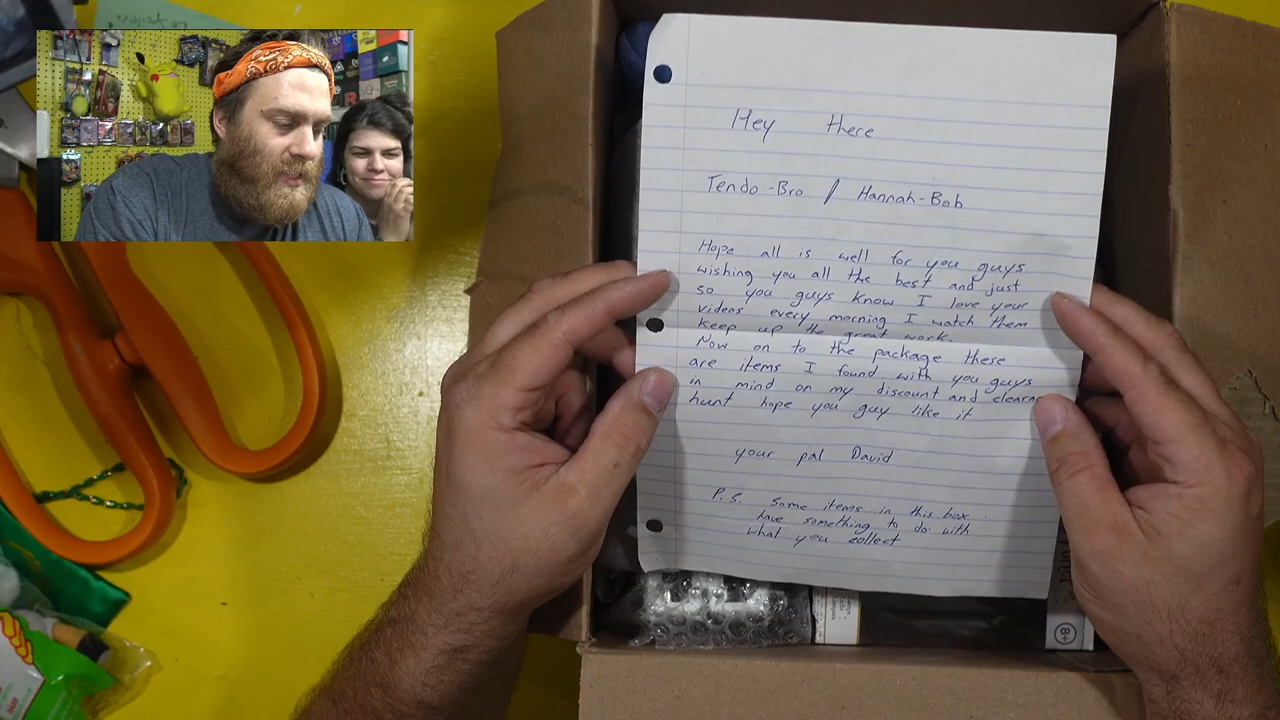 Hey there
Tendo-Bro / Hannah-Bob
Hope all is well for you guys
wishing you all the best and just
so you guys know I love your
videos every morning I watch them
keep up the great work.
Now on to the package these
are items I found with you guys
in mind on my discount and
hunt hope you guy like it
your pal David
P.S. Some items in this box
have something to do with
what you collect
8+